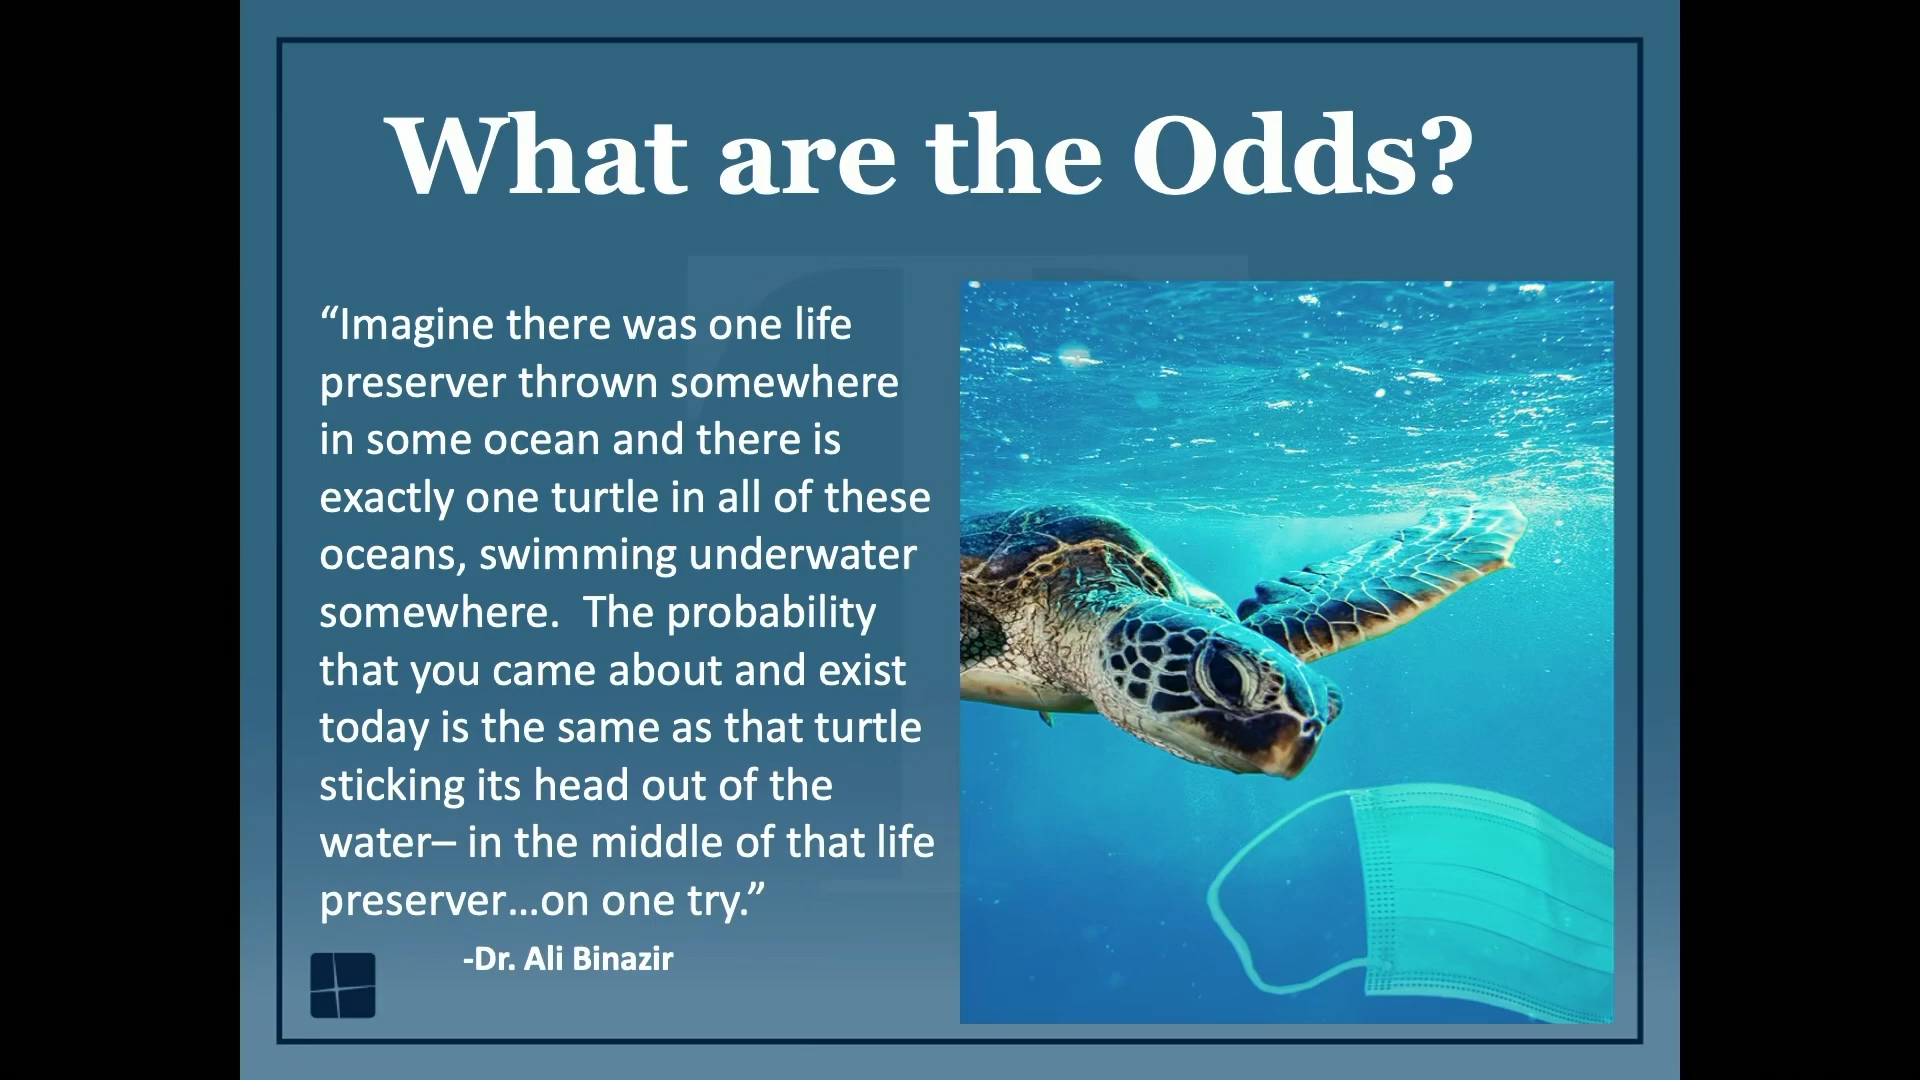 What are the Odds?
“Imagine there was one life
preserver thrown somewhere
in some ocean and there is
exactly one turtle in all of these
oceans, swimming underwater
somewhere.  The probability
that you came about and exist
today is the same as that turtle
sticking its head out of the
water– in the middle of that life
preserver...on one try.”
-Dr. Ali Binazir